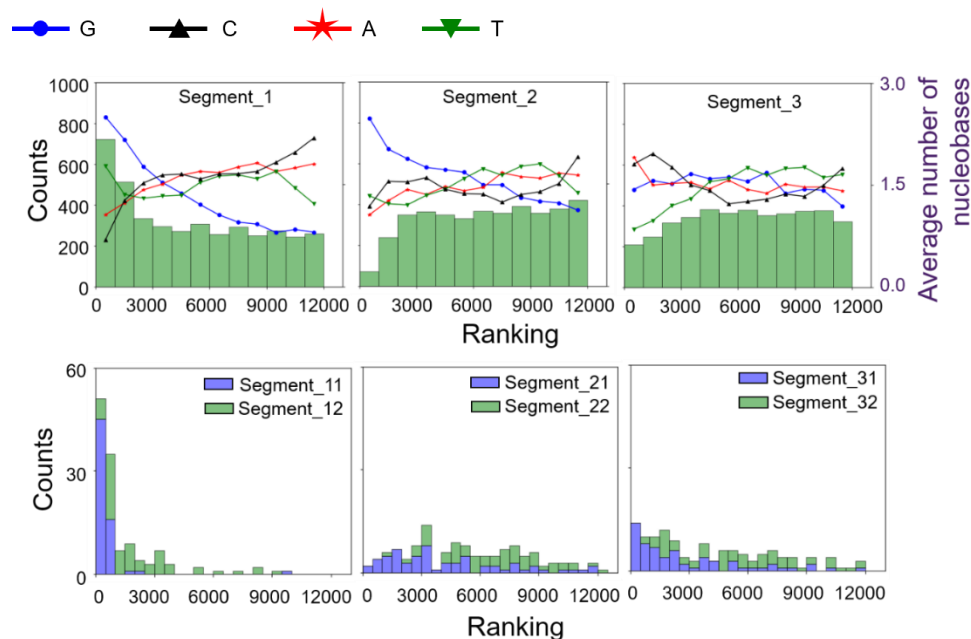 G C A T
1000 800 600 400 200 0
Counts
Segment_1 Segment_2 Segment_3
3.0 1.5 0.0
Average number of
nucleobases
0 3000 6000 9000 12000 0 3000 6000 9000 12000 0 3000 6000 9000 12000
Ranking
60 30 0
Counts
Segment_11 Segment_21 Segment_31
Segment_12 Segment_22 Segment_32
0 3000 6000 9000 12000 0 3000 6000 9000 12000 0 3000 6000 9000 12000
Ranking